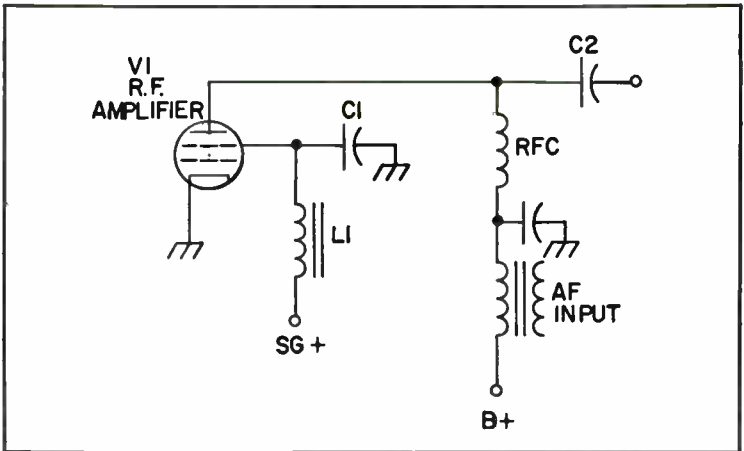 V1
R.F.
AMPLIFIER
C1
C2
RFC
L1
AF
INPUT
SG +
B+